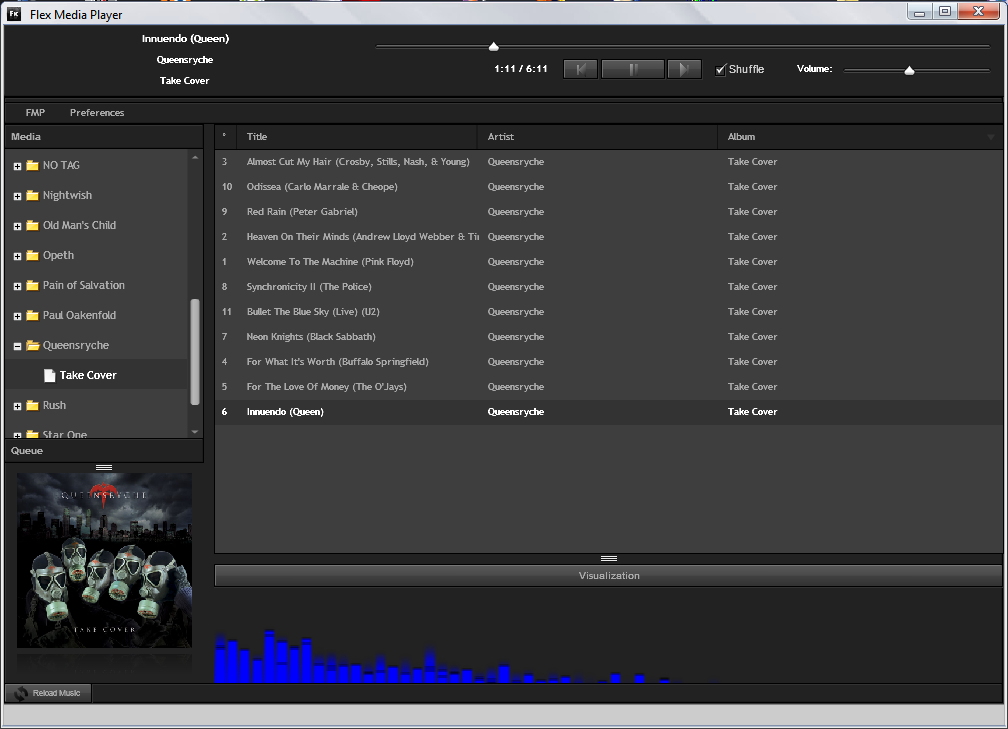 Flex Media Player
Innuendo (Queen)
Queensryche
Take Cover
1:11 / 6:11
Shuffle
Volume:
FMP Preferences
Media
NO TAG
Nightwish
Old Man's Child
Opeth
Pain of Salvation
Paul Oakenfold
Queensryche
Take Cover
Rush
Star One
Queue
QUEENSRYCHE
TAKE COVER
Reload Music
° Title Artist Album
3 Almost Cut My Hair (Crosby, Stills, Nash, & Young) Queensryche Take Cover
10 Odissea (Carlo Marrale & Cheope) Queensryche Take Cover
9 Red Rain (Peter Gabriel) Queensryche Take Cover
2 Heaven On Their Minds (Andrew Lloyd Webber & Tir Queensryche Take Cover
1 Welcome To The Machine (Pink Floyd) Queensryche Take Cover
8 Synchronicity II (The Police) Queensryche Take Cover
11 Bullet The Blue Sky (Live) (U2) Queensryche Take Cover
7 Neon Knights (Black Sabbath) Queensryche Take Cover
4 For What It's Worth (Buffalo Springfield) Queensryche Take Cover
5 For The Love Of Money (The O'Jays) Queensryche Take Cover
6 Innuendo (Queen) Queensryche Take Cover
Visualization